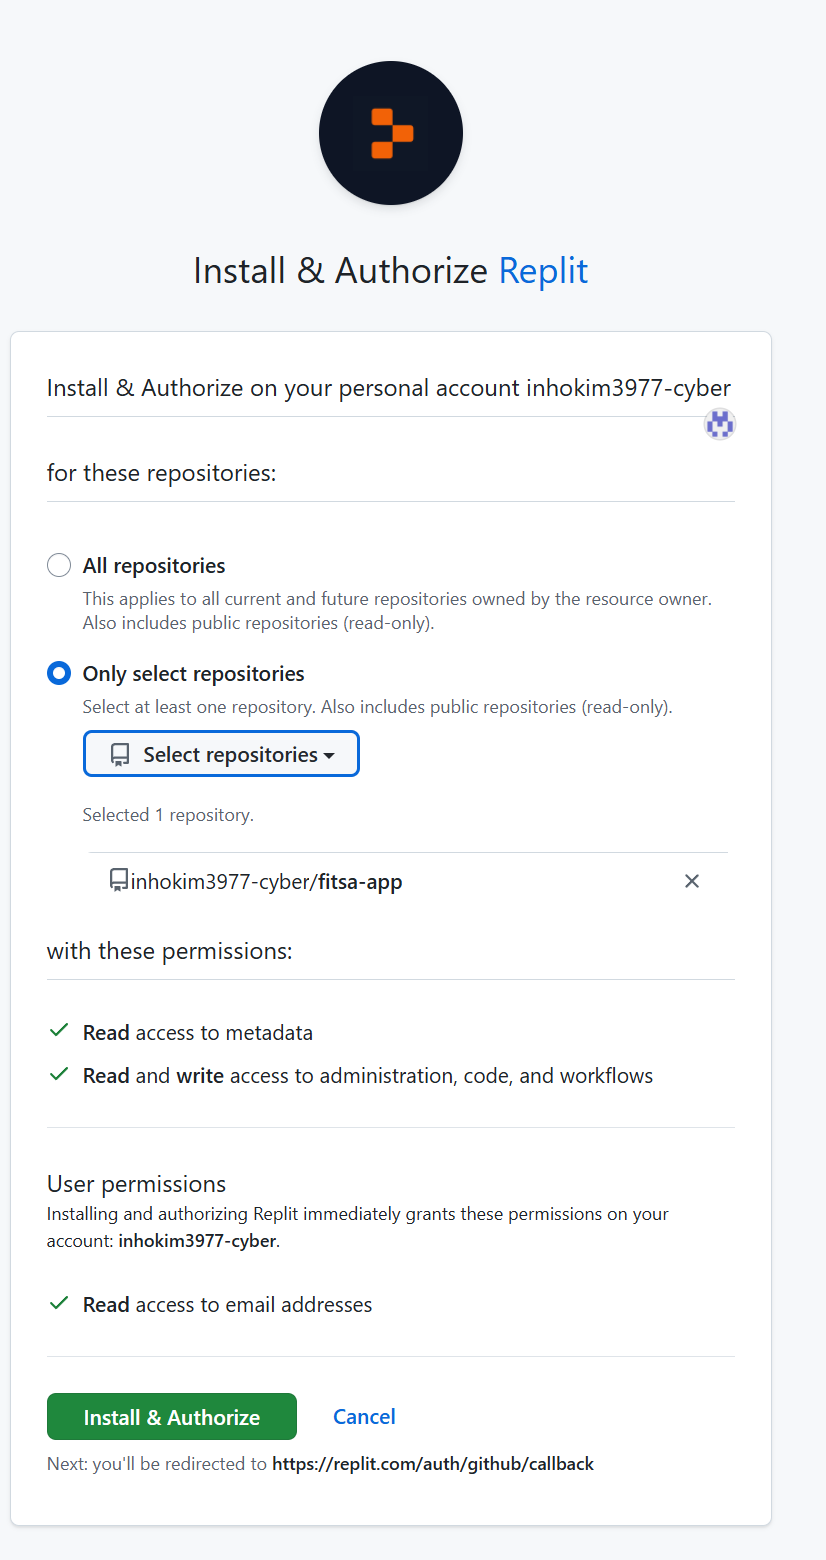 Install & Authorize Replit
Install & Authorize on your personal account inhokim3977-cyber
for these repositories:
All repositories
This applies to all current and future repositories owned by the resource owner.
Also includes public repositories (read-only).
Only select repositories
Select at least one repository. Also includes public repositories (read-only).
Select repositories
Selected 1 repository.
inhokim3977-cyber/fitsa-app
with these permissions:
Read access to metadata
Read and write access to administration, code, and workflows
User permissions
Installing and authorizing Replit immediately grants these permissions on your
account: inhokim3977-cyber.
Read access to email addresses
Install & Authorize
Cancel
Next: you'll be redirected to https://replit.com/auth/github/callback